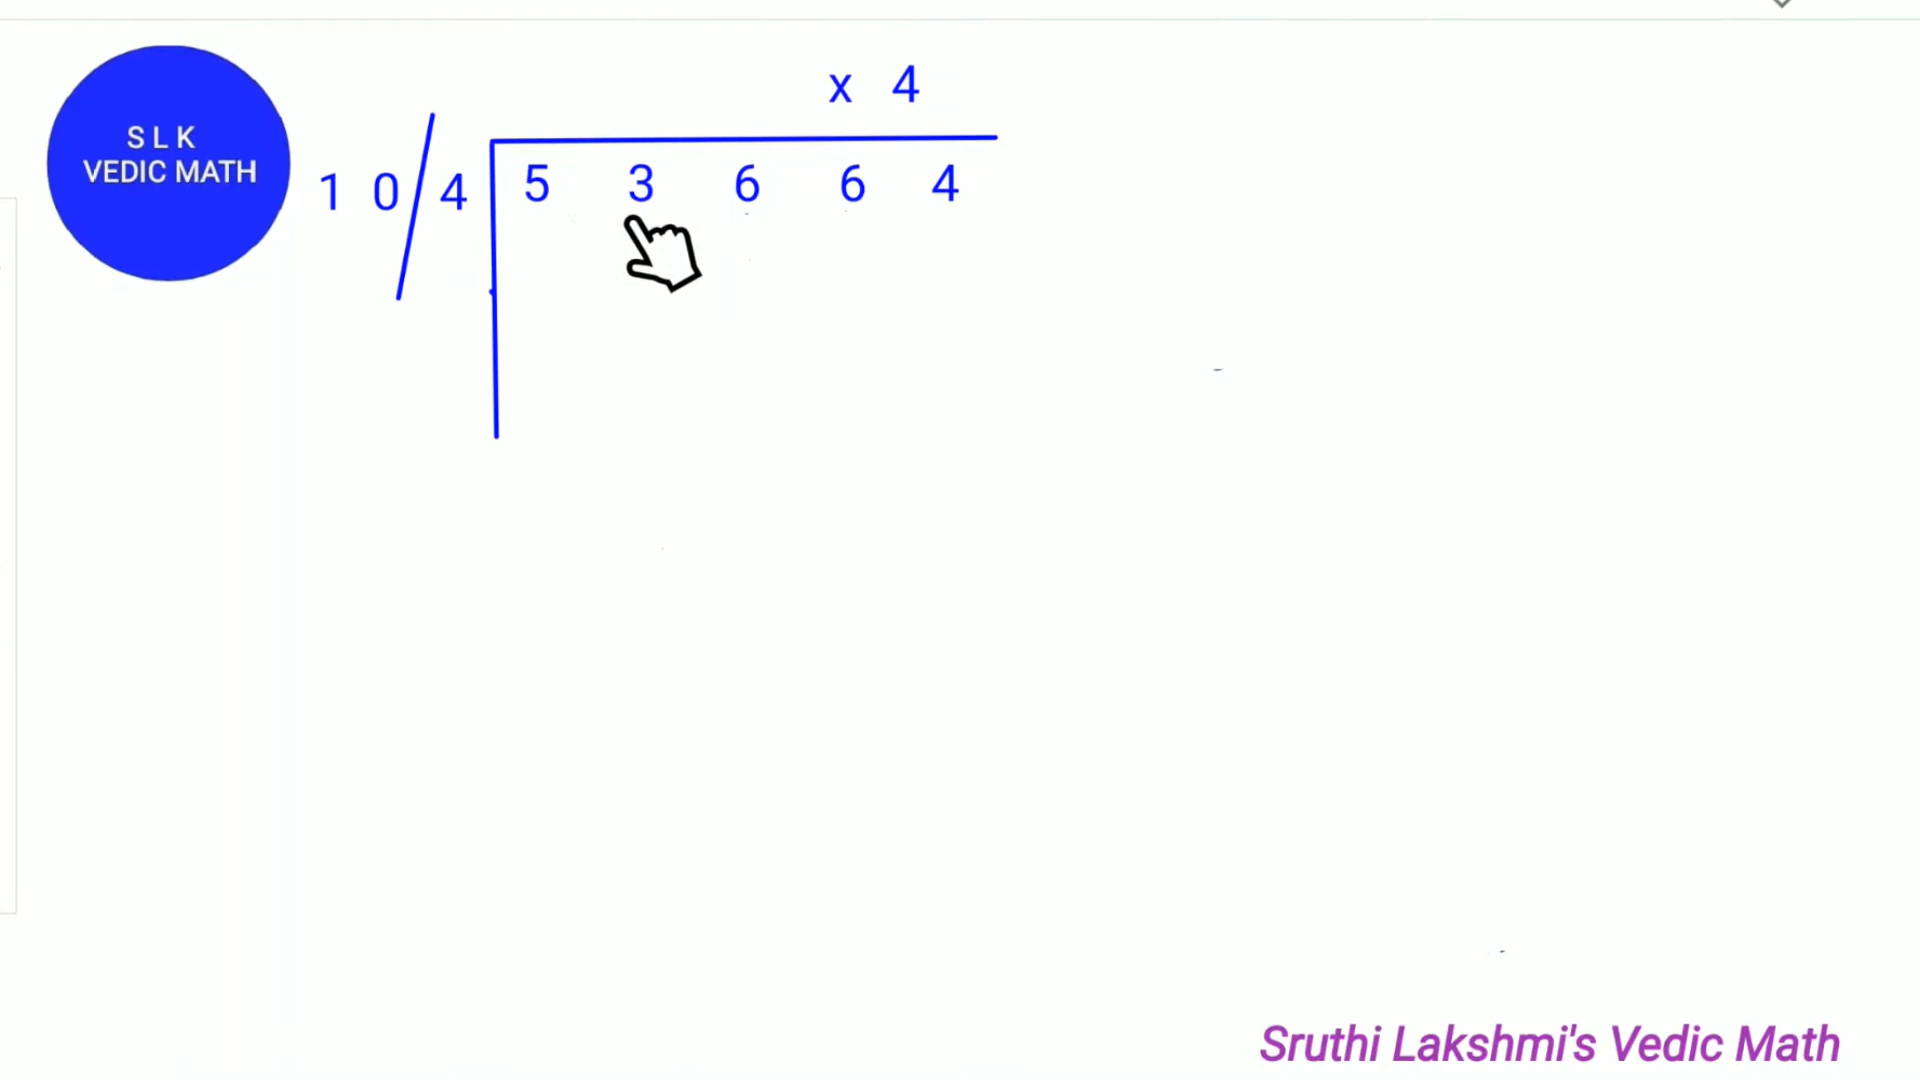 S L K
VEDIC MATH
x 4
1 0 / 4 5 3 6 6 4
Sruthi Lakshmi's Vedic Math